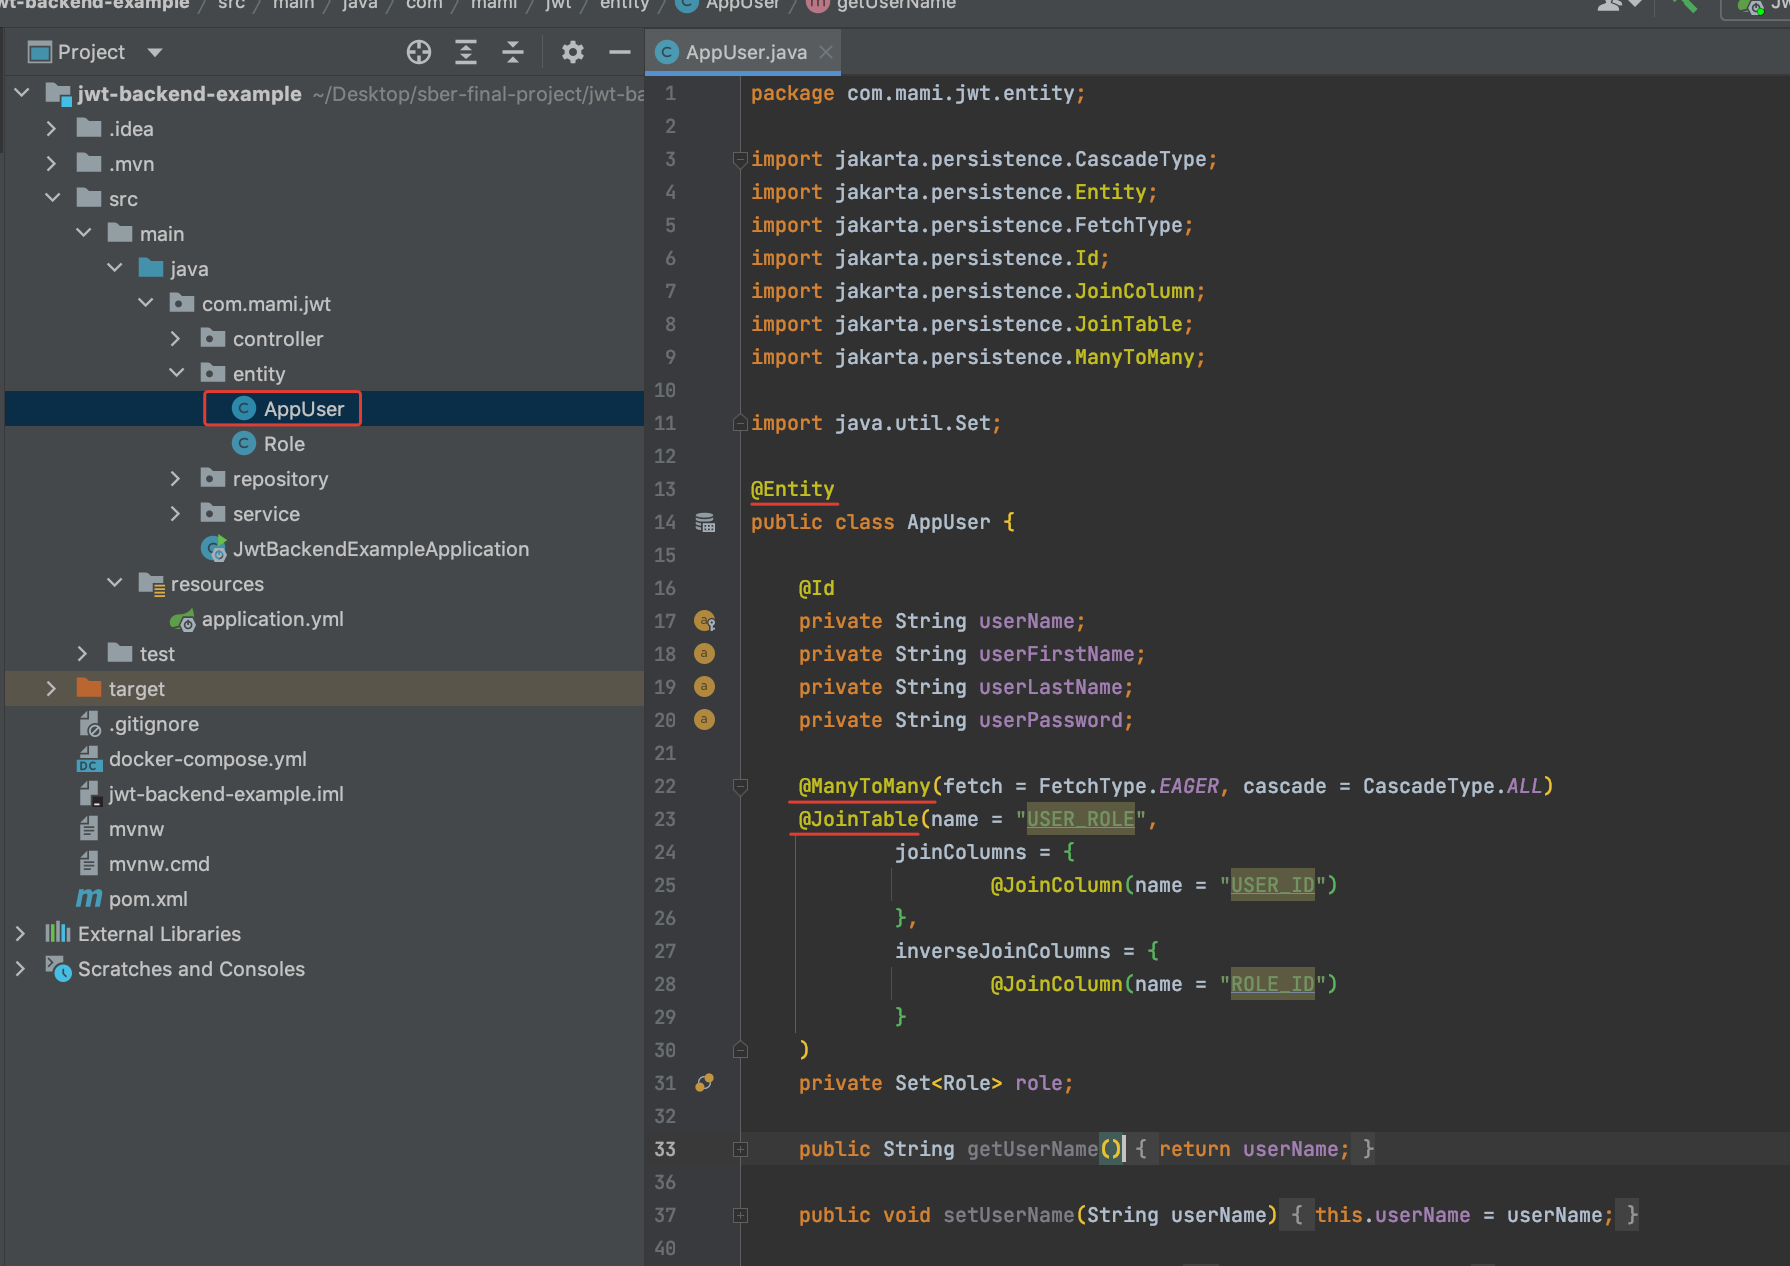 wt-backend-example / src / main / java / com / mami / jwt / entity / AppUser / getUserName
Project
AppUser.java
jwt-backend-example ~/Desktop/sber-final-project/jwt-ba
.idea
.mvn
src
main
java
com.mami.jwt
controller
entity
AppUser
Role
repository
service
JwtBackendExampleApplication
resources
application.yml
test
target
.gitignore
docker-compose.yml
jwt-backend-example.iml
mvnw
mvnw.cmd
pom.xml
External Libraries
Scratches and Consoles
1 package com.mami.jwt.entity;
2
3 import jakarta.persistence.CascadeType;
4 import jakarta.persistence.Entity;
5 import jakarta.persistence.FetchType;
6 import jakarta.persistence.Id;
7 import jakarta.persistence.JoinColumn;
8 import jakarta.persistence.JoinTable;
9 import jakarta.persistence.ManyToMany;
10
11 import java.util.Set;
12
13 @Entity
14 public class AppUser {
15
16 @Id
17 private String userName;
18 private String userFirstName;
19 private String userLastName;
20 private String userPassword;
21
22 @ManyToMany(fetch = FetchType.EAGER, cascade = CascadeType.ALL)
23 @JoinTable(name = "USER_ROLE",
24 joinColumns = {
25 @JoinColumn(name = "USER_ID")
26 },
27 inverseJoinColumns = {
28 @JoinColumn(name = "ROLE_ID")
29 }
30 )
31 private Set<Role> role;
32
33 public String getUserName() { return userName; }
36
37 public void setUserName(String userName) { this.userName = userName; }
40